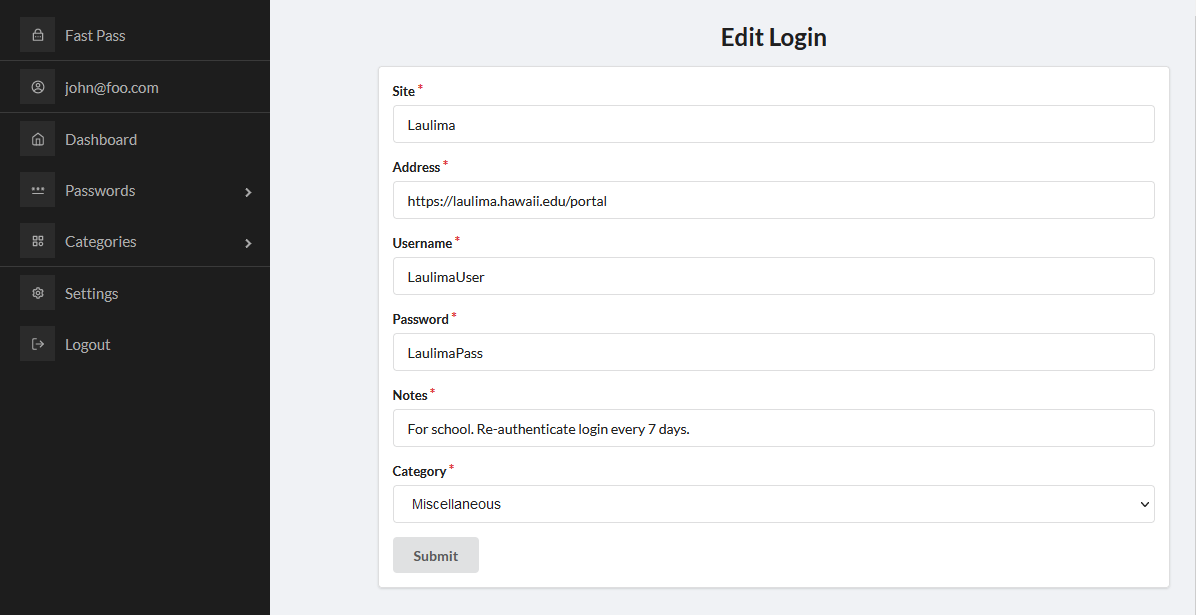 Fast Pass
john@foo.com
Dashboard
Passwords
Categories
Settings
Logout
Edit Login
Site *
Laulima
Address *
https://laulima.hawaii.edu/portal
Username *
LaulimaUser
Password *
LaulimaPass
Notes *
For school. Re-authenticate login every 7 days.
Category *
Miscellaneous
Submit